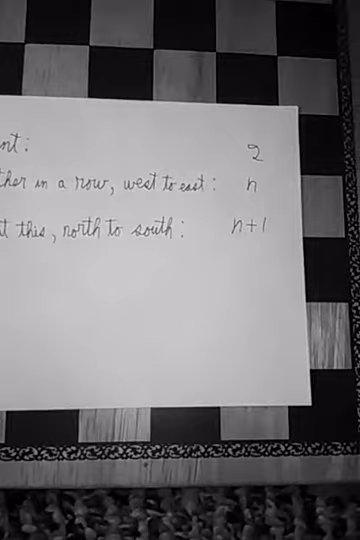 nt: 2
ther in a row, west to east: n
t this, north to south: n+1